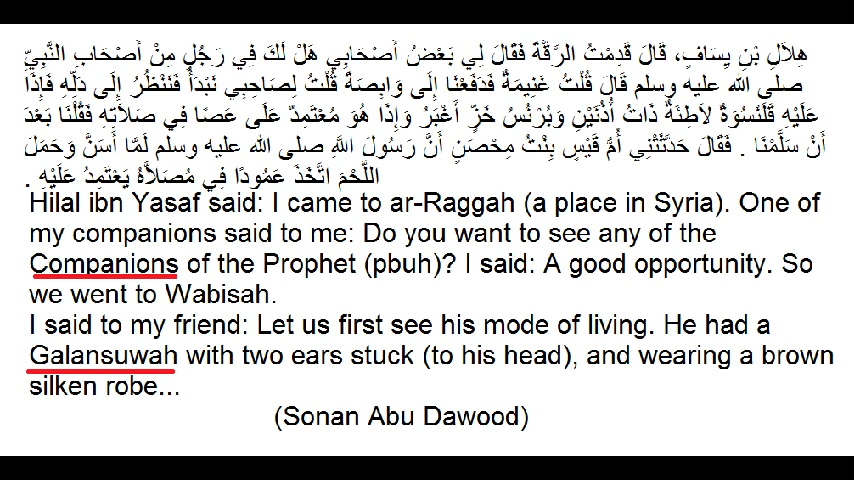 هِلاَلِ بْنِ يِسَافٍ، قَالَ قَدِمْتُ الرَّقَّةَ فَقَالَ لِي بَعْضُ أَصْحَابِي هَلْ لَكَ فِي رَجُلٍ مِنْ أَصْحَابِ النَّبِيِّ
صلى الله عليه وسلم قَالَ قُلْتُ غَنِيمَةٌ فَدَفَعْنَا إِلَى وَابِصَةَ قُلْتُ لِصَاحِبِي نَبْدَأُ فَنَنْظُرُ إِلَى دَلِّهِ فَإِذَا
عَلَيْهِ قَلَنْسُوَةٌ لاَطِئَةٌ ذَاتُ أُذُنَيْنِ وَبُرْنُسُ خَزٍّ أَغْبَرُ وَإِذَا هُوَ مُعْتَمِدٌ عَلَى عَصًا فِي صَلاَتِهِ فَقُلْنَا بَعْدَ
أَنْ سَلَّمْنَا . فَقَالَ حَدَّثَتْنِي أُمُّ قَيْسٍ بِنْتُ مِحْصَنٍ أَنَّ رَسُولَ اللَّهِ صلى الله عليه وسلم لَمَّا أَسَنَّ وَحَمَلَ
اللَّحْمَ اتَّخَذَ عَمُودًا فِي مُصَلاَّهُ يَعْتَمِدُ عَلَيْهِ .
Hilal ibn Yasaf said: I came to ar-Raggah (a place in Syria). One of
my companions said to me: Do you want to see any of the
Companions of the Prophet (pbuh)? I said: A good opportunity. So
we went to Wabisah.
I said to my friend: Let us first see his mode of living. He had a
Galansuwah with two ears stuck (to his head), and wearing a brown
silken robe...
(Sonan Abu Dawood)